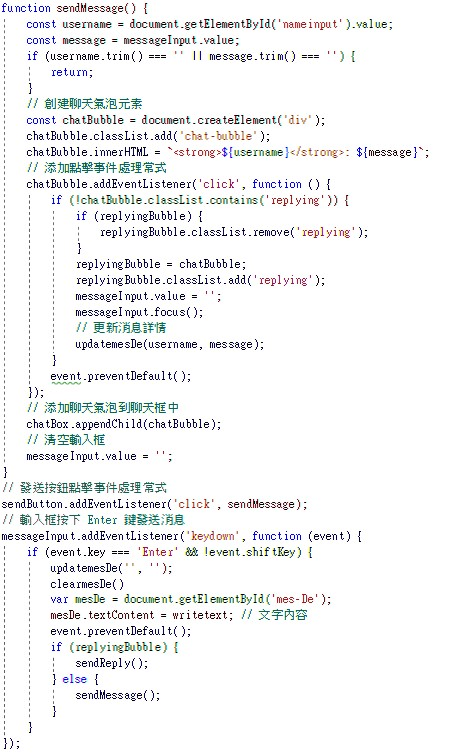 function sendMessage() {
const username = document.getElementById('nameinput').value;
const message = messageInput.value;
if (username.trim() === '' || message.trim() === '') {
return;
}
// 創建聊天氣泡元素
const chatBubble = document.createElement('div');
chatBubble.classList.add('chat-bubble');
chatBubble.innerHTML = `<strong>${username}</strong>: ${message}`;
// 添加點擊事件處理常式
chatBubble.addEventListener('click', function () {
if (!chatBubble.classList.contains('replying')) {
if (replyingBubble) {
replyingBubble.classList.remove('replying');
}
replyingBubble = chatBubble;
replyingBubble.classList.add('replying');
messageInput.value = '';
messageInput.focus();
// 更新消息詳情
updatemesDe(username, message);
}
event.preventDefault();
});
// 添加聊天氣泡到聊天框中
chatBox.appendChild(chatBubble);
// 清空輸入框
messageInput.value = '';
}
// 發送按鈕點擊事件處理常式
sendButton.addEventListener('click', sendMessage);
// 輸入框按下 Enter 鍵發送消息
messageInput.addEventListener('keydown', function (event) {
if (event.key === 'Enter' && !event.shiftKey) {
updatemesDe('', '');
clearmesDe()
var mesDe = document.getElementById('mes-De');
mesDe.textContent = writetext; // 文字內容
event.preventDefault();
if (replyingBubble) {
sendReply();
} else {
sendMessage();
}
}
});